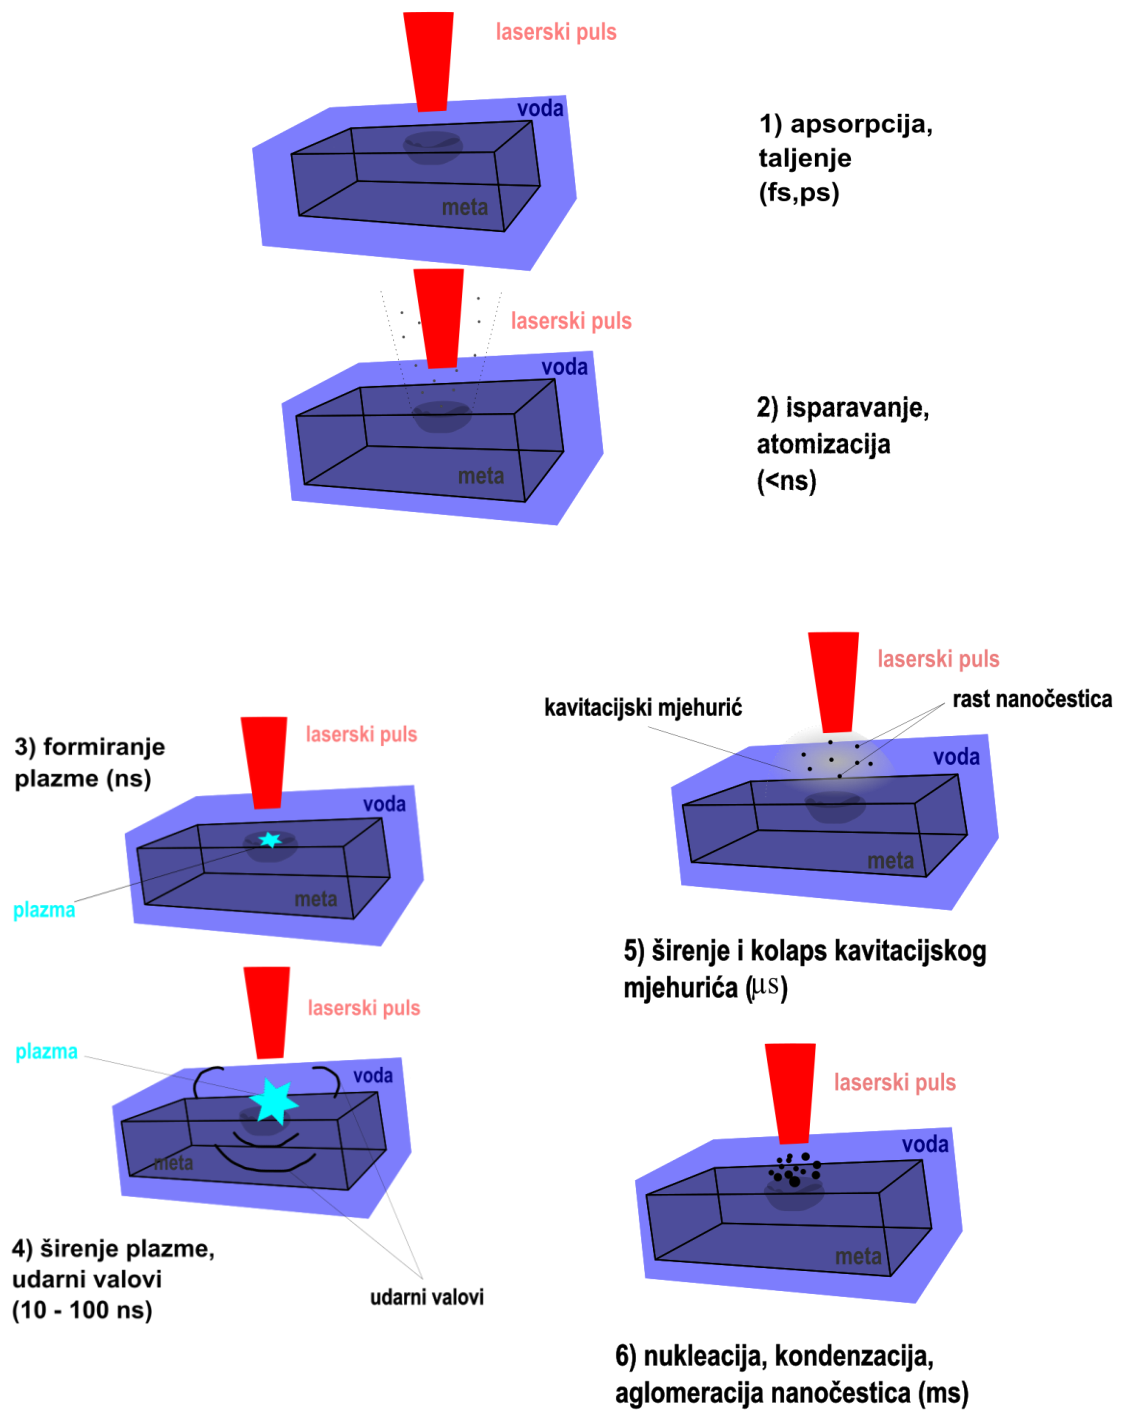 laserski puls
voda
meta
1) apsorpcija,
taljenje
(fs,ps)
laserski puls
voda
meta
2) isparavanje,
atomizacija
(<ns)
3) formiranje
plazme (ns)
laserski puls
voda
meta
plazma
laserski puls
plazma
voda
meta
4) širenje plazme,
udarni valovi
(10 - 100 ns)
udarni valovi
laserski puls
kavitacijski mjehurić
rast nanočestica
voda
meta
5) širenje i kolaps kavitacijskog
mjehurića (μs)
laserski puls
voda
meta
6) nukleacija, kondenzacija,
aglomeracija nanočestica (ms)